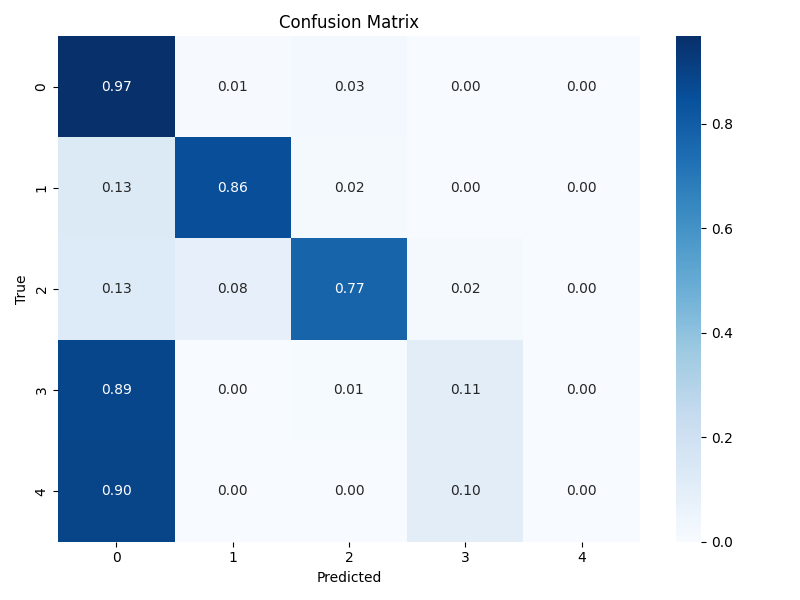 Confusion Matrix
0 0.97 0.01 0.03 0.00 0.00
1 0.13 0.86 0.02 0.00 0.00
2 0.13 0.08 0.77 0.02 0.00
3 0.89 0.00 0.01 0.11 0.00
4 0.90 0.00 0.00 0.10 0.00
True
0 1 2 3 4
Predicted
0.8
0.6
0.4
0.2
0.0